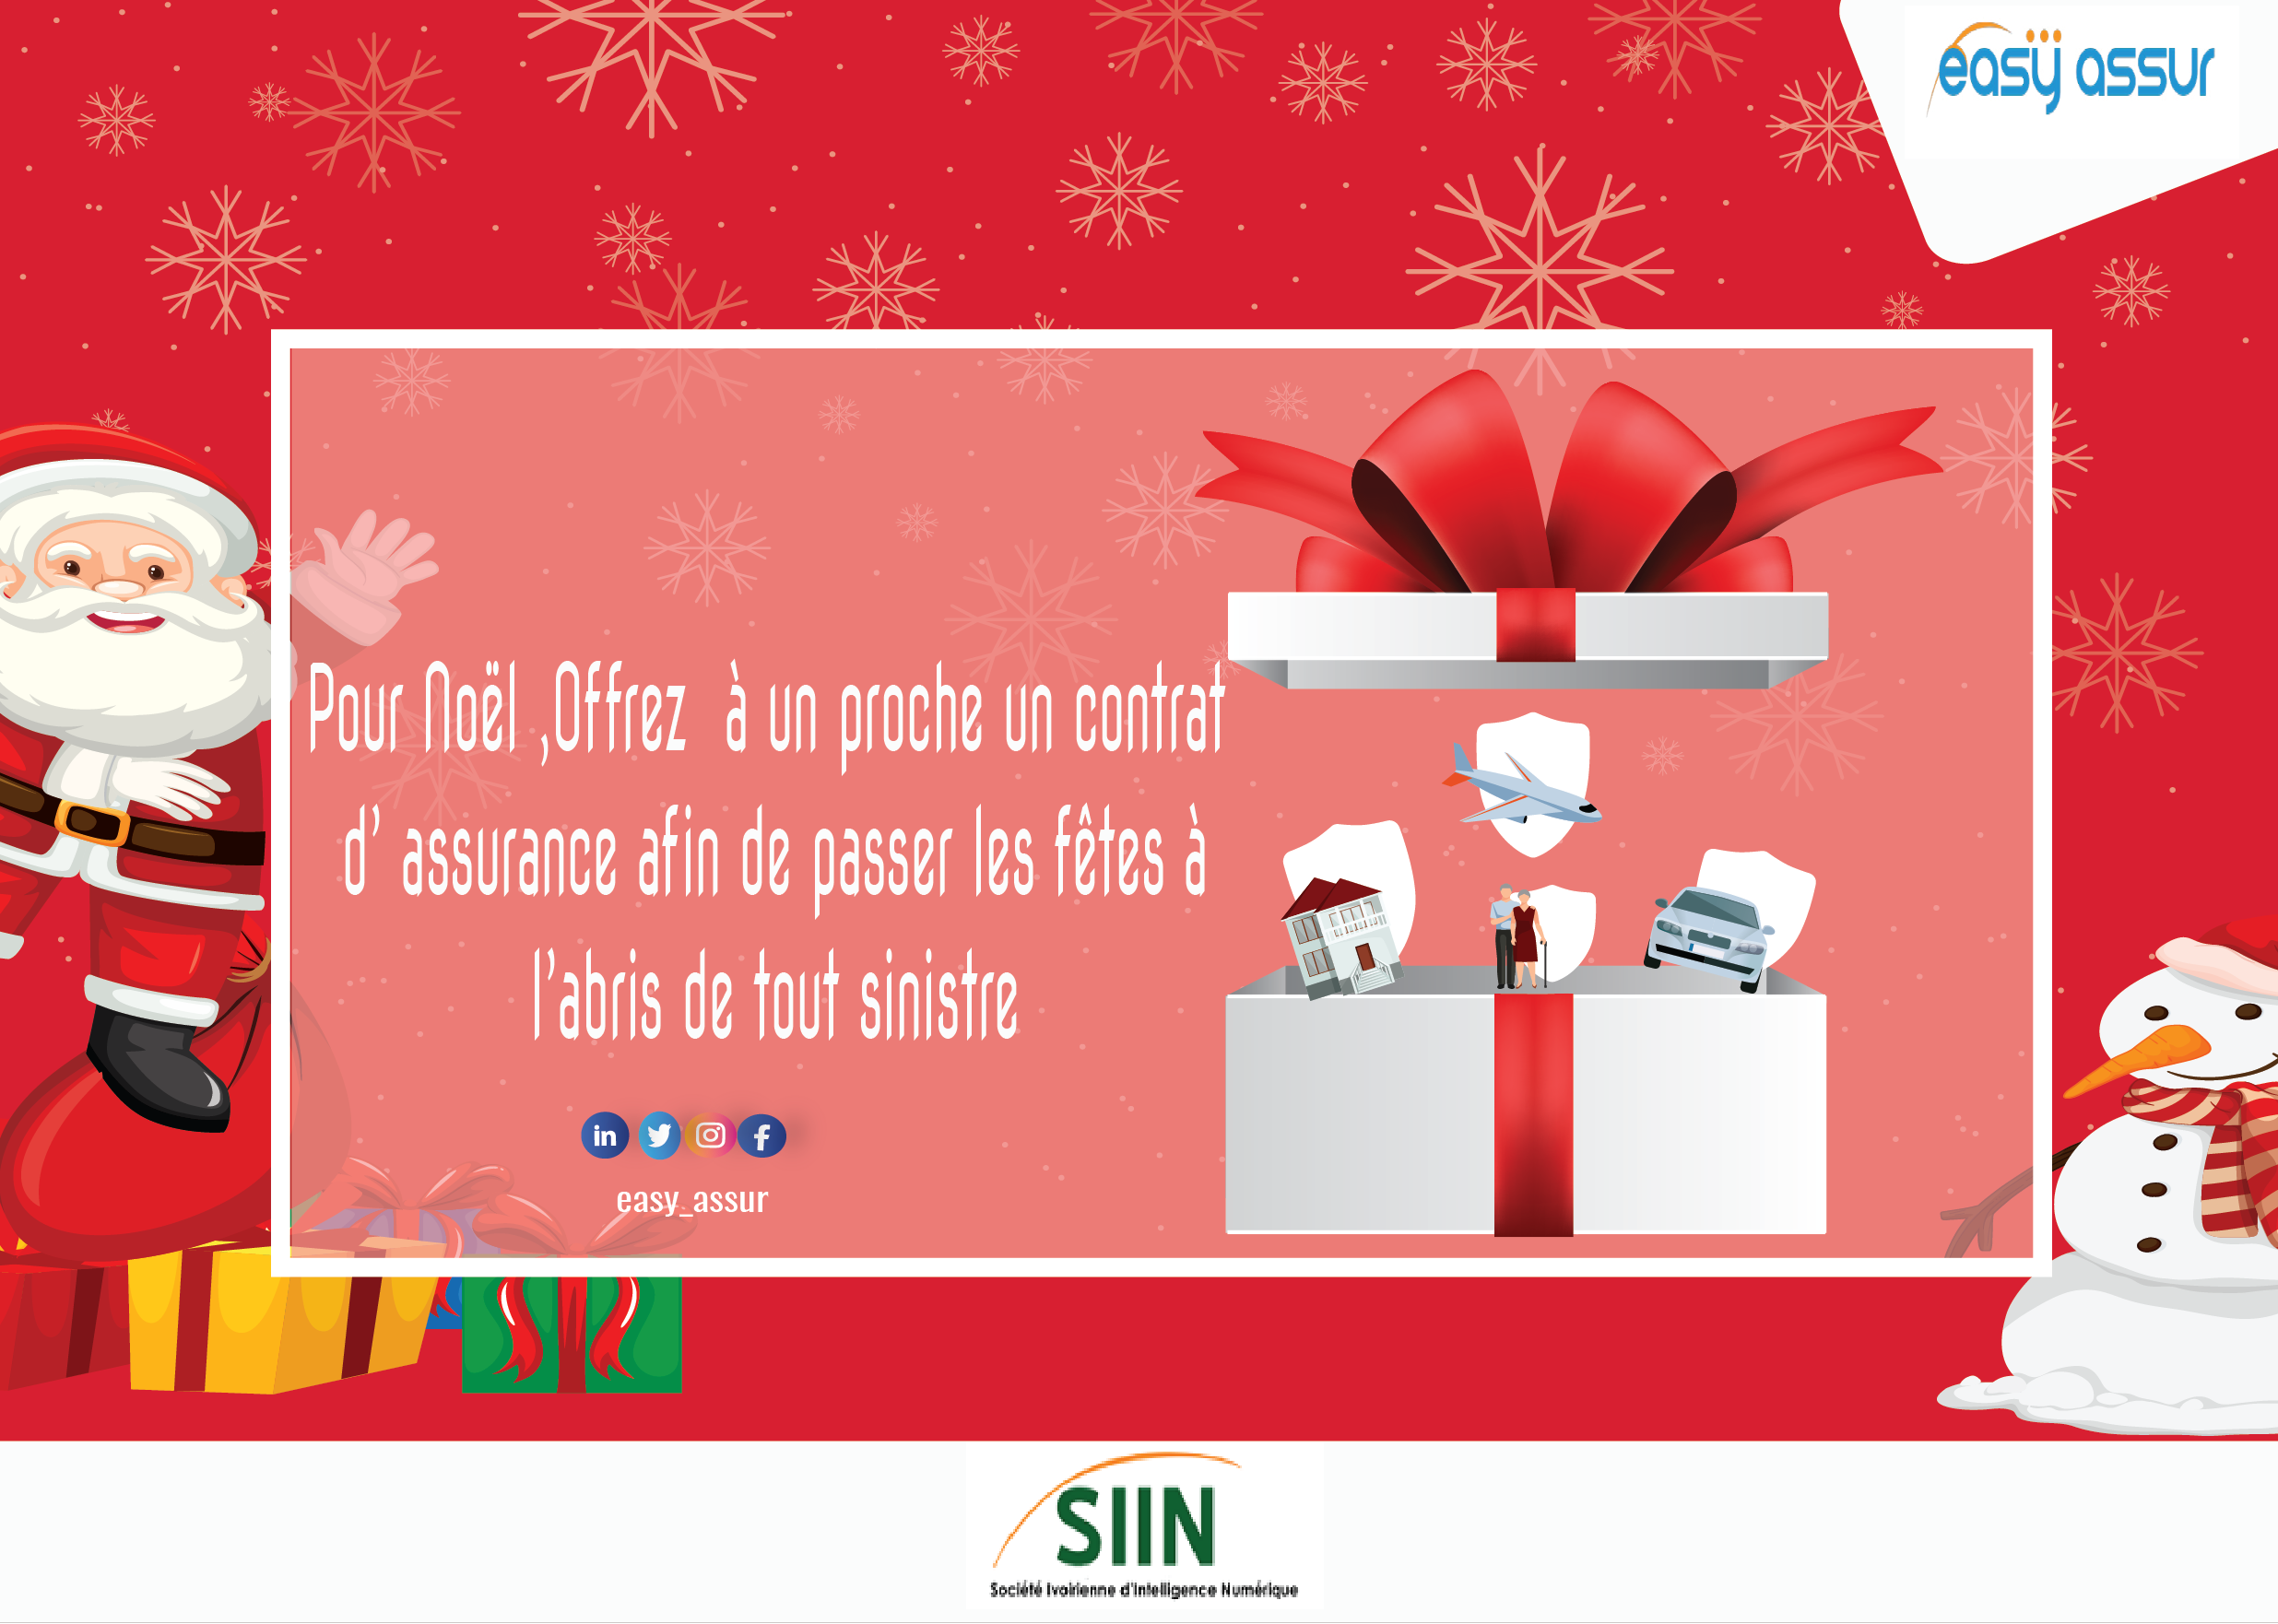 easÿ assur
Pour Noël ,Offrez à un proche un contrat
d' assurance afin de passer les fêtes à
l'abris de tout sinistre
in
f
easy_assur
SIIN
Société Ivoirienne d'Intelligence Numérique